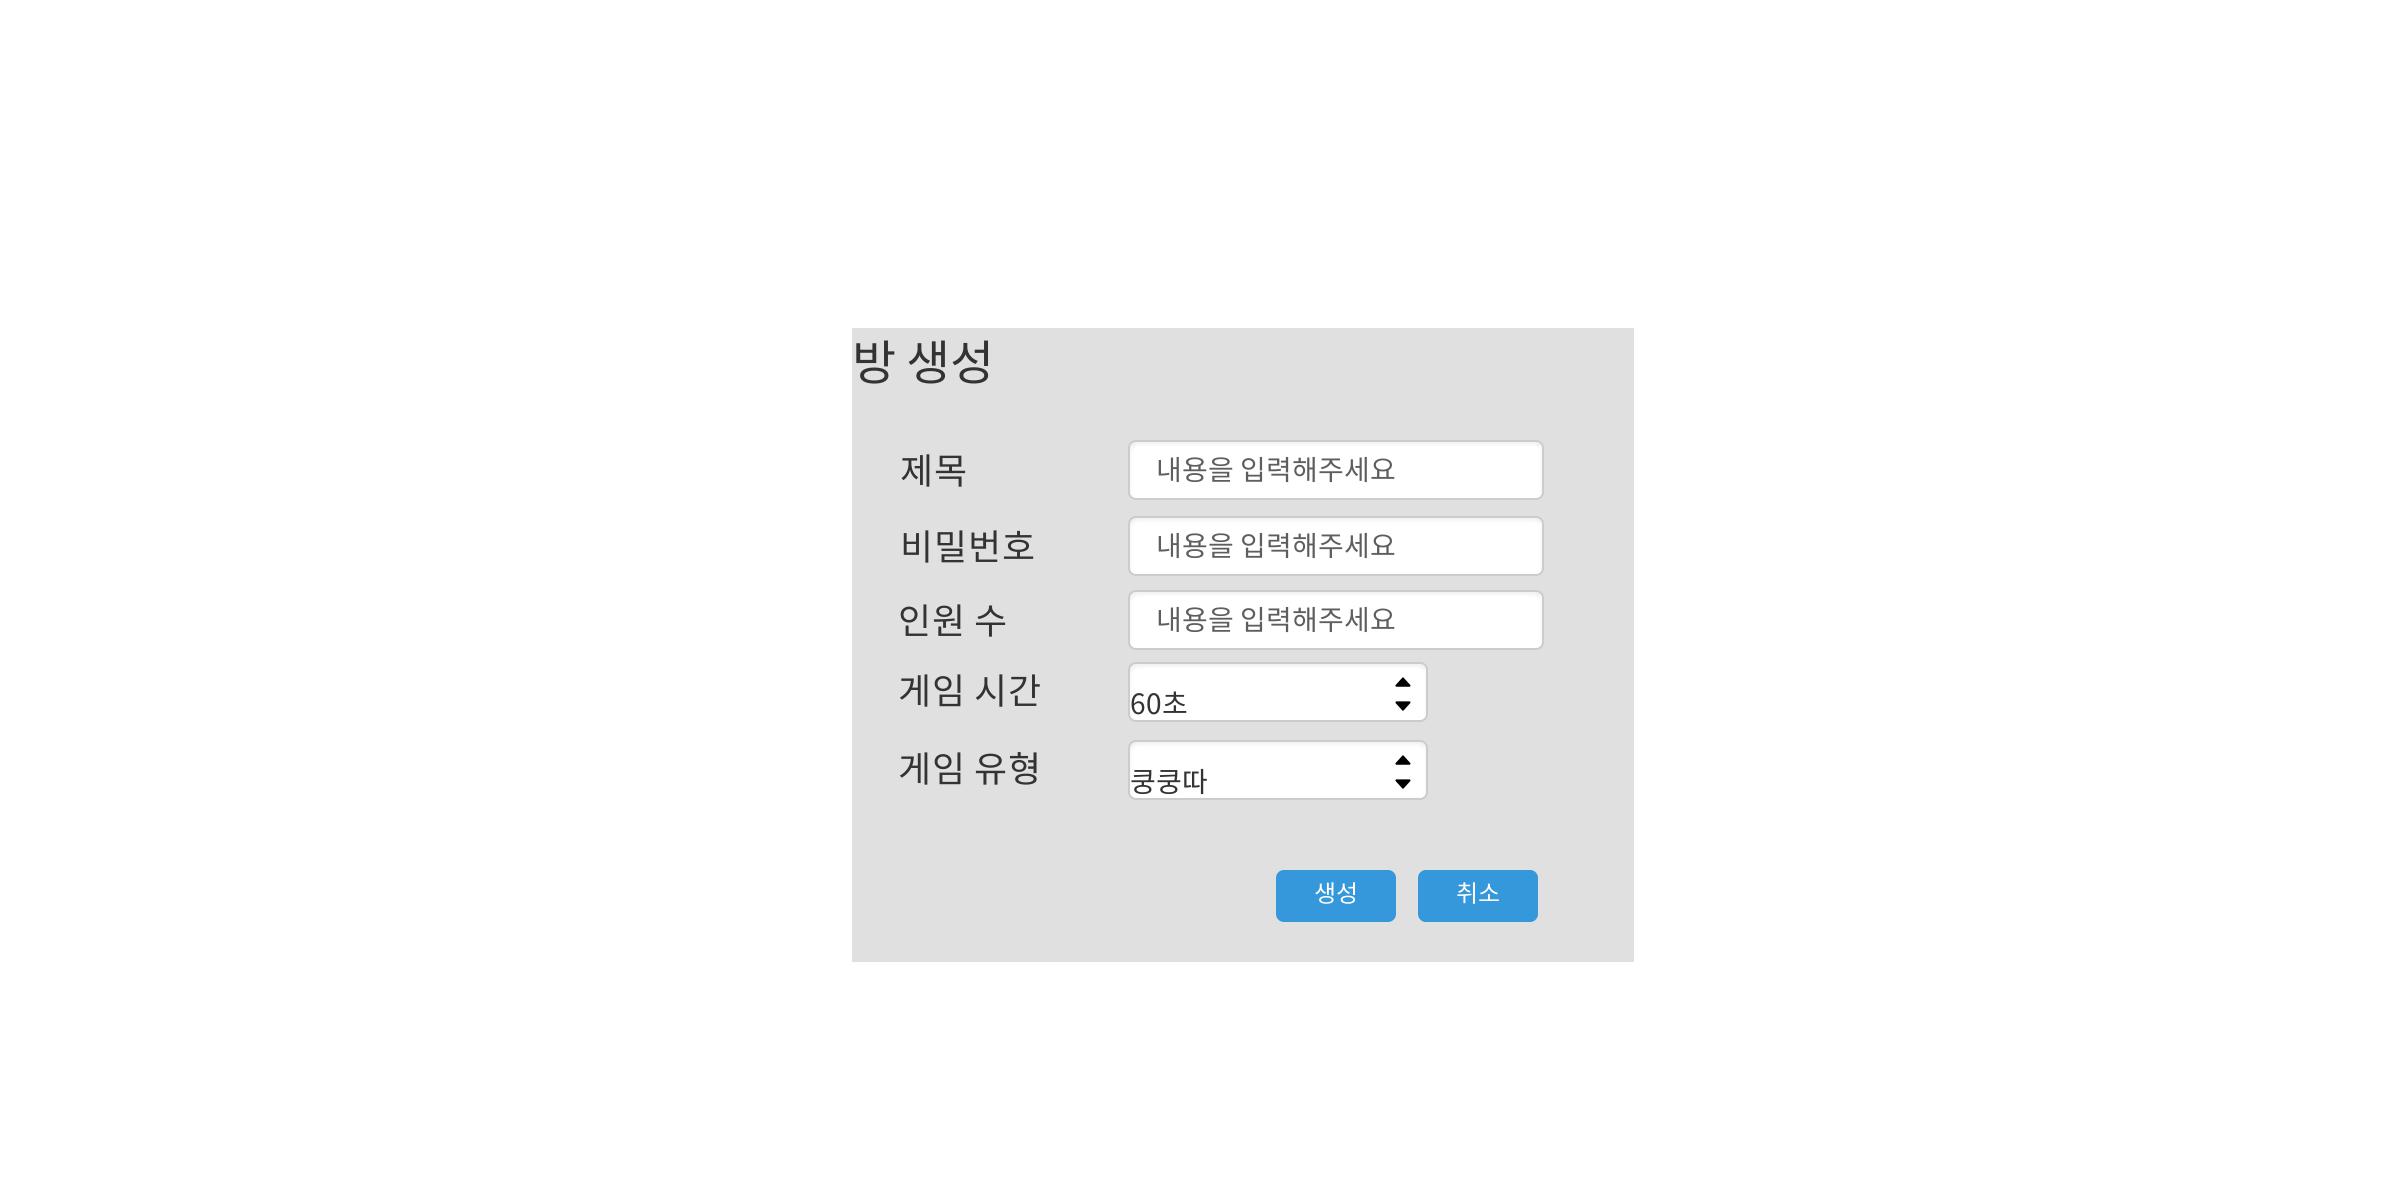 방 생성
제목 내용을 입력해주세요
비밀번호 내용을 입력해주세요
인원 수 내용을 입력해주세요
게임 시간 60초
게임 유형 쿵쿵따
생성 취소